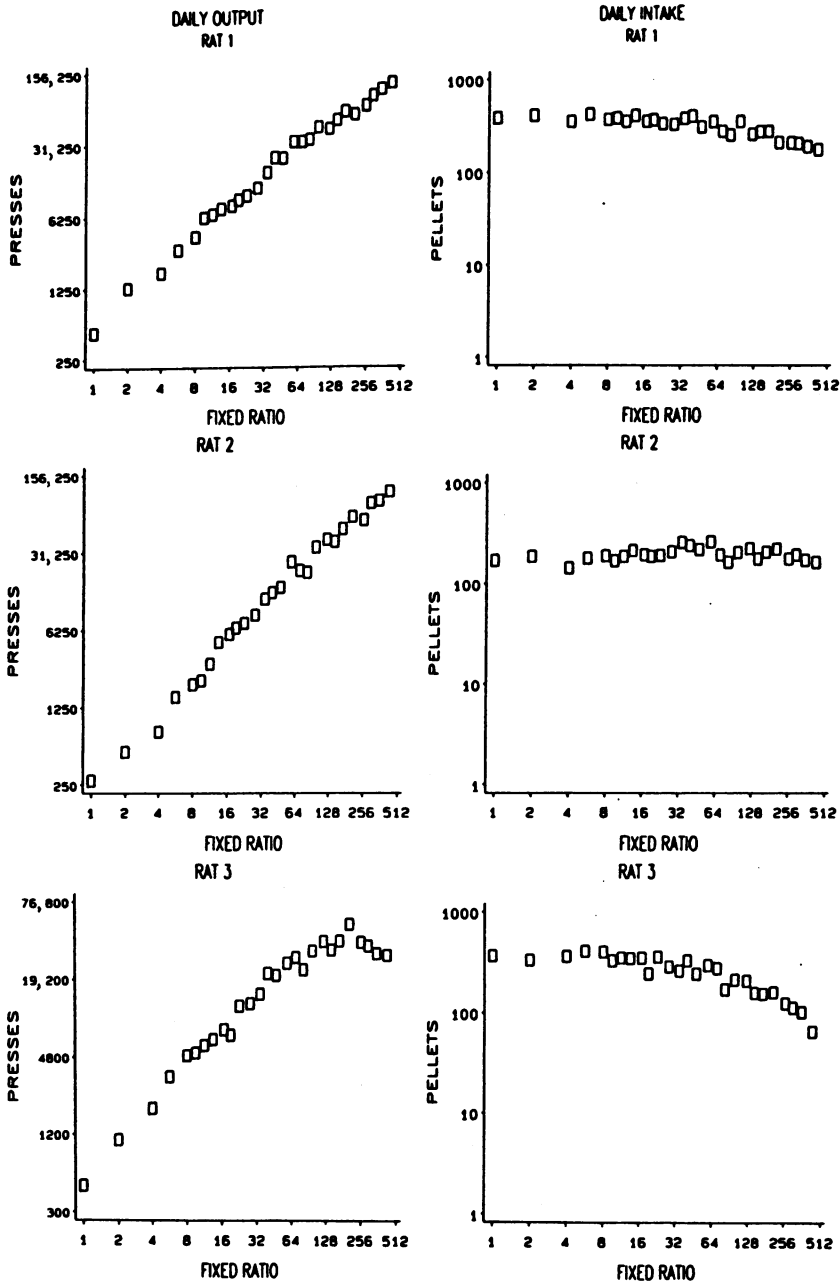 DAILY OUTPUT
RAT 1
DAILY INTAKE
RAT 1
156,250
31,250
6250
1250
250
PRESSES
1 2 4 8 16 32 64 128 256 512
FIXED RATIO
1000
100
10
1
PELLETS
1 2 4 8 16 32 64 128 256 512
FIXED RATIO
RAT 2
RAT 2
156,250
31,250
6250
1250
250
PRESSES
1 2 4 8 16 32 64 128 256 512
FIXED RATIO
1000
100
10
1
PELLETS
1 2 4 8 16 32 64 128 256 512
FIXED RATIO
RAT 3
RAT 3
76,800
19,200
4800
1200
300
PRESSES
1 2 4 8 16 32 64 128 256 512
FIXED RATIO
1000
100
10
1
PELLETS
1 2 4 8 16 32 64 128 256 512
FIXED RATIO